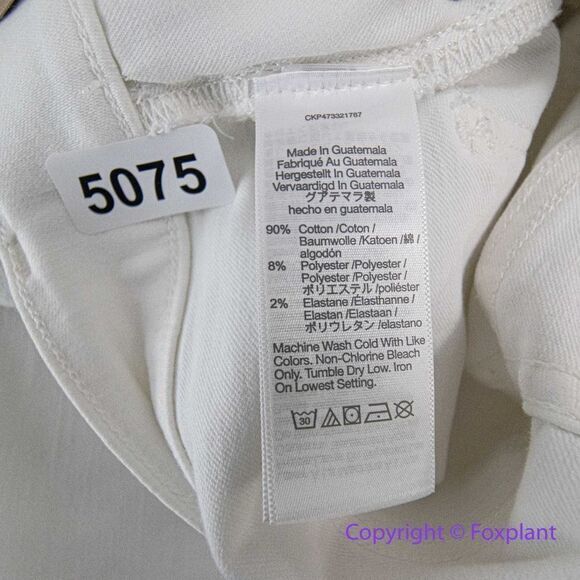 CKP473321767
5075
Made In Guatemala
Fabriqué Au Guatemala
Hergestellt In Guatemala
Vervaardigd In Guatemala
グアテマラ製
hecho en guatemala
90% Cotton /Coton /
Baumwolle /Katoen /綿 /
algodón
8% Polyester /Polyester /
Polyester /Polyester /
ポリエステル /poliéster
2% Elastane /Élasthanne /
Elastan /Elastaan /
ポリウレタン /elastano
Machine Wash Cold With Like
Colors. Non-Chlorine Bleach
Only. Tumble Dry Low. Iron
On Lowest Setting.
30
Copyright © Foxplant